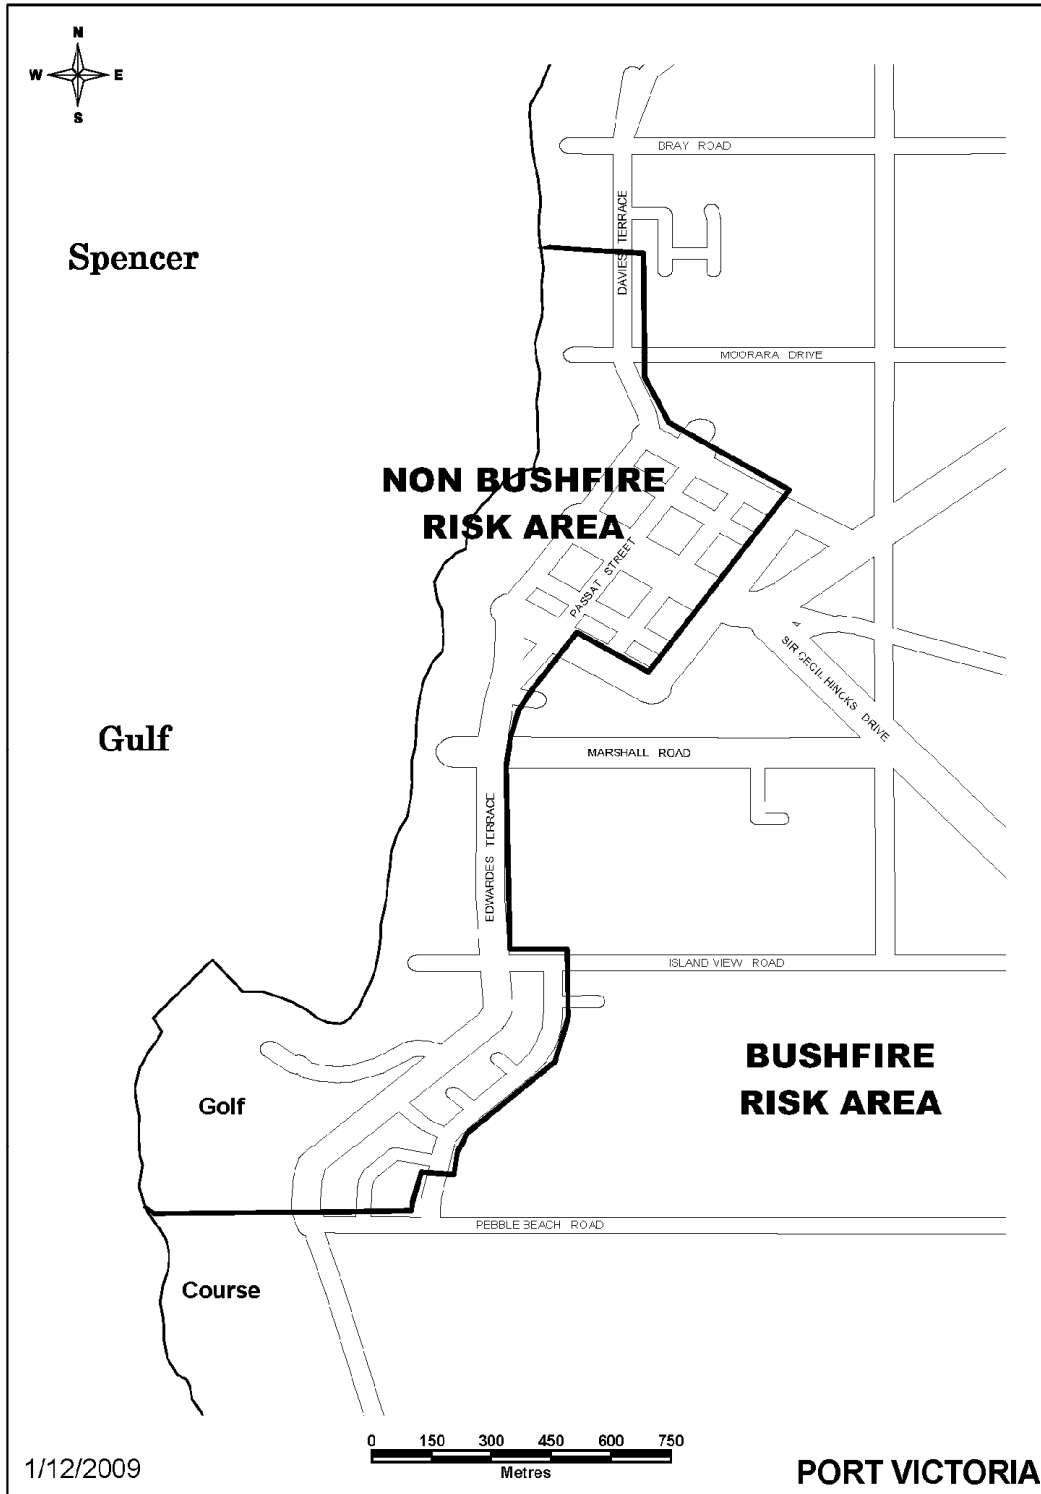 N
W E
S
BRAY ROAD
DAVIES TERRACE
Spencer
MOORARA DRIVE
NON BUSHFIRE
RISK AREA
PASSAT STREET
SIR CECIL HINCKS DRIVE
Gulf
MARSHALL ROAD
EDWARDES TERRACE
ISLAND VIEW ROAD
BUSHFIRE
RISK AREA
Golf
PEBBLE BEACH ROAD
Course
0 150 300 450 600 750
Metres
1/12/2009
PORT VICTORIA